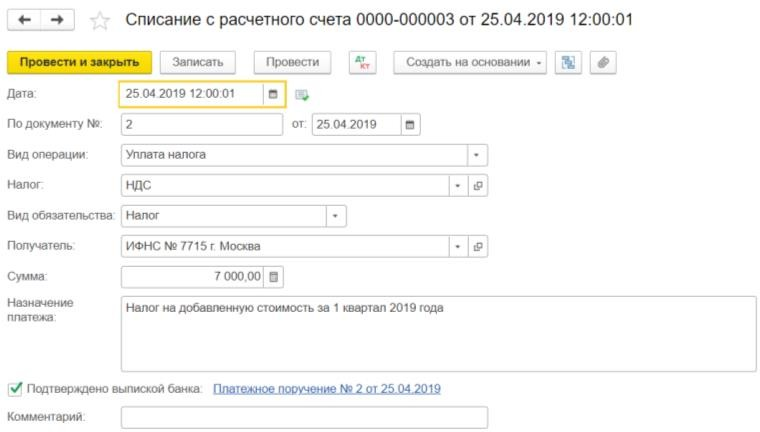 Списание с расчетного счета 0000-000003 от 25.04.2019 12:00:01
Провести и закрыть Записать Провести ДТ КТ Создать на основании
Дата: 25.04.2019 12:00:01
По документу №: 2 от: 25.04.2019
Вид операции: Уплата налога
Налог: НДС
Вид обязательства: Налог
Получатель: ИФНС № 7715 г. Москва
Сумма: 7 000,00
Назначение
платежа: Налог на добавленную стоимость за 1 квартал 2019 года
Подтверждено выпиской банка: Платежное поручение № 2 от 25.04.2019
Комментарий: